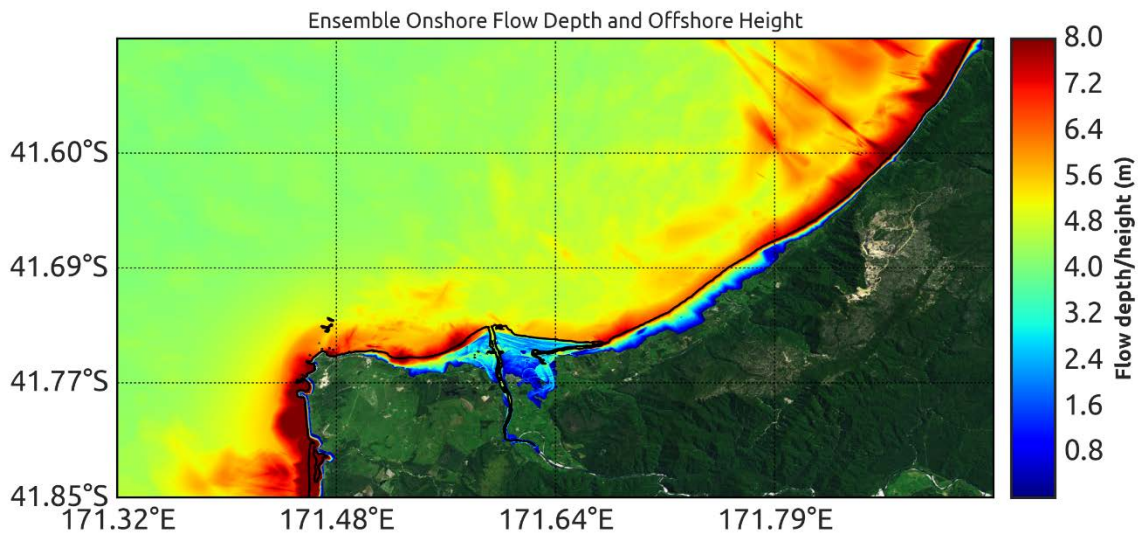 Ensemble Onshore Flow Depth and Offshore Height
8.0
7.2
6.4
5.6
4.8
4.0
3.2
2.4
1.6
0.8
Flow depth/height (m)
41.60°S
41.69°S
41.77°S
41.85°S
171.32°E 171.48°E 171.64°E 171.79°E